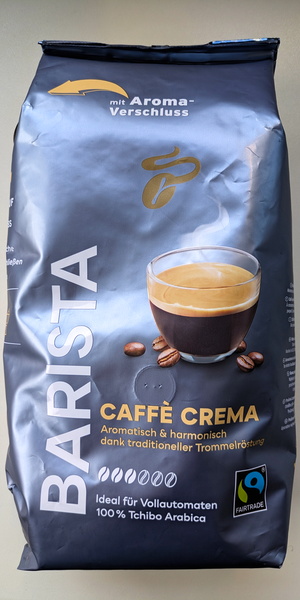 mit Aroma-
Verschluss
BARISTA
CAFFÈ CREMA
Aromatisch & harmonisch
dank traditioneller Trommelröstung
Ideal für Vollautomaten
100 % Tchibo Arabica
FAIRTRADE